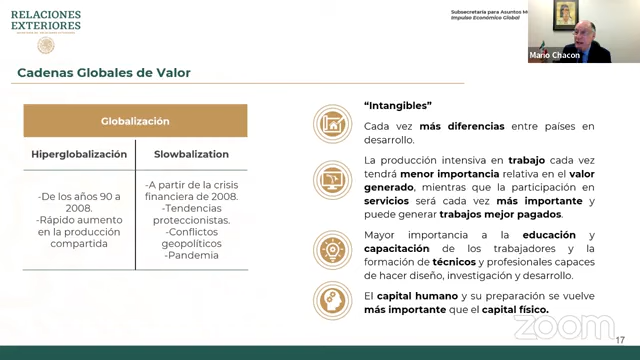 RELACIONES
EXTERIORES
Subsecretaría para Asuntos M
Impulso Económico Global
Mario Chacon
Cadenas Globales de Valor
Globalización
Hiperglobalización
Slowbalization
-De los años 90 a
2008.
-Rápido aumento
en la producción
compartida
-A partir de la crisis
financiera de 2008.
-Tendencias
proteccionistas.
-Conflictos
geopolíticos
-Pandemia
“Intangibles”
Cada vez más diferencias entre países en
desarrollo.
La producción intensiva en trabajo cada vez
tendrá menor importancia relativa en el valor
generado, mientras que la participación en
servicios será cada vez más importante y
puede generar trabajos mejor pagados.
Mayor importancia a la educación y
capacitación de los trabajadores y la
formación de técnicos y profesionales capaces
de hacer diseño, investigación y desarrollo.
El capital humano y su preparación se vuelve
más importante que el capital físico.
zoom
17